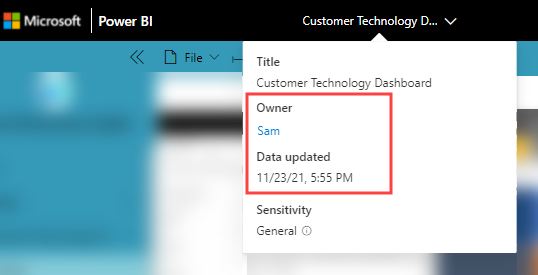 Microsoft Power BI Customer Technology D...
File
Title
Customer Technology Dashboard
Owner
Sam
Data updated
11/23/21, 5:55 PM
Sensitivity
General